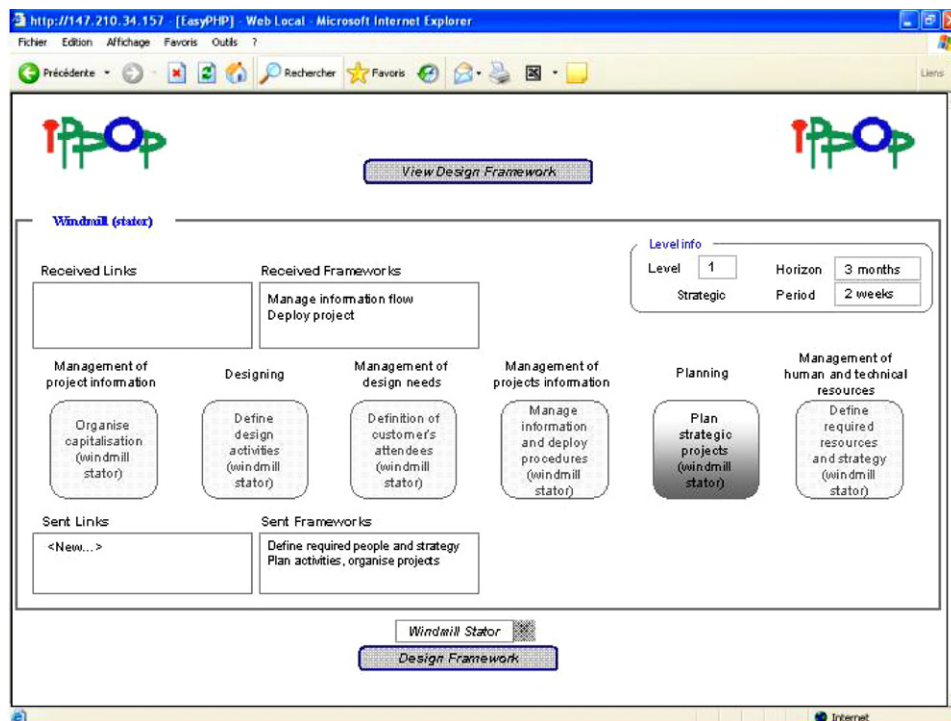 http://147.210.34.157 - [EasyPHP] - Web Local - Microsoft Internet Explorer
Fichier Edition Affichage Favoris Outils ?
Précédente Rechercher Favoris Liens
IPPOP IPPOP
View Design Framework
Windmill (stator)
Level info
Level 1 Horizon 3 months
Strategic Period 2 weeks
Received Links
Received Frameworks
Manage information flow
Deploy project
Management of
project information
Designing
Management of
design needs
Management of
projects information
Planning
Management of
human and technical
resources
Organise
capitalisation
(windmill
stator)
Define
design
activities
(windmill
stator)
Definition of
customer's
attendees
(windmill
stator)
Manage
information
and deploy
procedures
(windmill
stator)
Plan
strategic
projects
(windmill
stator)
Define
required
resources
and strategy
(windmill
stator)
Sent Links
<New...>
Sent Frameworks
Define required people and strategy
Plan activities, organise projects
Windmill Stator
Design Framework
Internet